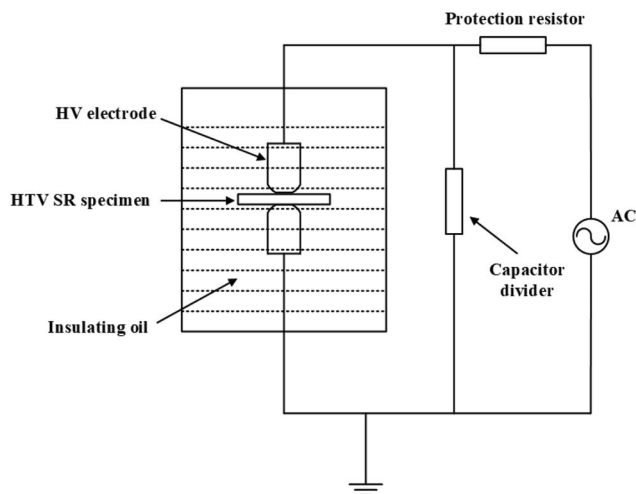 Protection resistor
HV electrode
HTV SR specimen
AC
Capacitor
divider
Insulating oil